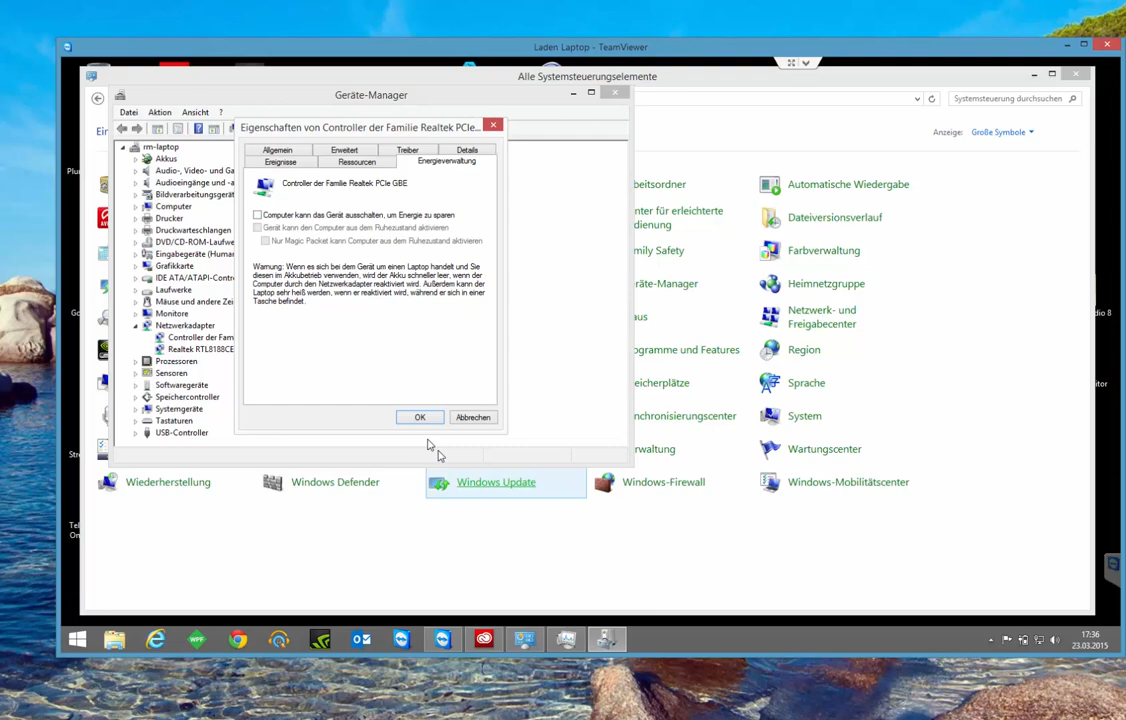 Laden Laptop - TeamViewer
Alle Systemsteuerungselemente
Geräte-Manager
Systemsteuerung durchsuchen
Datei Aktion Ansicht ?
Eigenschaften von Controller der Familie Realtek PCIe...
Anzeige: Große Symbole
rm-laptop
Akkus
Audio-, Video- und Ga
Audioeingänge und -a
Bildverarbeitungsgerät
Computer
Drucker
Druckwarteschlangen
DVD/CD-ROM-Laufwe
Eingabegeräte (Human
Grafikkarte
IDE ATA/ATAPI-Contr
Laufwerke
Mäuse und andere Zei
Monitore
Netzwerkadapter
Controller der Fam
Realtek RTL8188CE
Prozessoren
Sensoren
Softwaregeräte
Speichercontroller
Systemgeräte
Tastaturen
USB-Controller
Allgemein Erweitert Treiber Details
Ereignisse Ressourcen Energieverwaltung
Controller der Familie Realtek PCIe GBE
Computer kann das Gerät ausschalten, um Energie zu sparen
Gerät kann den Computer aus dem Ruhezustand aktivieren
Nur Magic Packet kann Computer aus dem Ruhezustand aktivieren
Warnung: Wenn es sich bei dem Gerät um einen Laptop handelt und Sie
diesen im Akkubetrieb verwenden, wird der Akku schneller leer, wenn der
Computer durch den Netzwerkadapter reaktiviert wird. Außerdem kann der
Laptop sehr heiß werden, wenn er reaktiviert wird, während er sich in einer
Tasche befindet.
OK Abbrechen
beitsordner
Automatische Wiedergabe
nter für erleichterte
dienung
Dateiversionsverlauf
mily Safety
Farbverwaltung
eräte-Manager
Heimnetzgruppe
aus
Netzwerk- und
Freigabecenter
ogramme und Features
Region
eicherplätze
Sprache
nchronisierungscenter
System
rwaltung
Wartungscenter
Wiederherstellung
Windows Defender
Windows Update
Windows-Firewall
Windows-Mobilitätscenter
17:36
23.03.2015